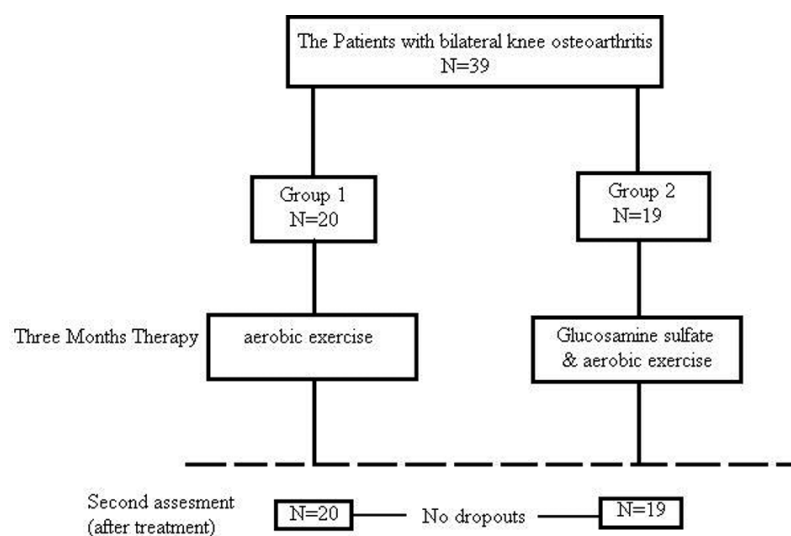 The Patients with bilateral knee osteoarthritis
N=39
Group 1
N=20
Group 2
N=19
Three Months Therapy
aerobic exercise
Glucosamine sulfate
& aerobic exercise
Second assesment
(after treatment)
N=20
No dropouts
N=19